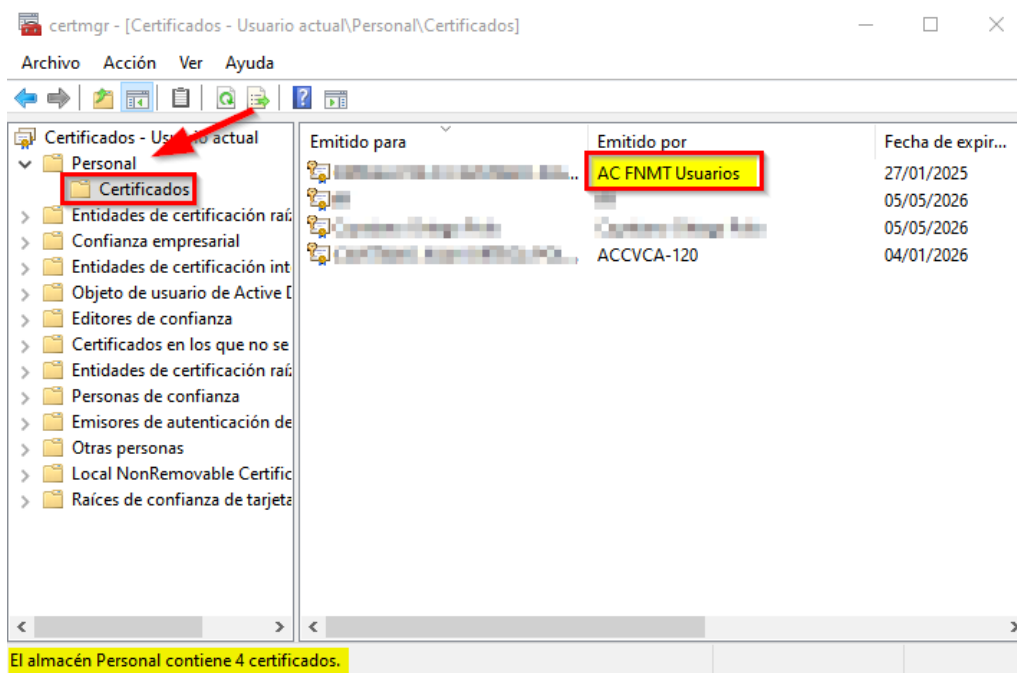 certmgr - [Certificados - Usuario actual\Personal\Certificados]
Archivo Acción Ver Ayuda
Certificados - Usuario actual
Personal
Certificados
Entidades de certificación raí
Confianza empresarial
Entidades de certificación int
Objeto de usuario de Active D
Editores de confianza
Certificados en los que no se
Entidades de certificación raí
Personas de confianza
Emisores de autenticación de
Otras personas
Local NonRemovable Certific
Raíces de confianza de tarjeta
Emitido para Emitido por Fecha de expir...
AC FNMT Usuarios 27/01/2025
05/05/2026
05/05/2026
ACCVCA-120 04/01/2026
El almacén Personal contiene 4 certificados.